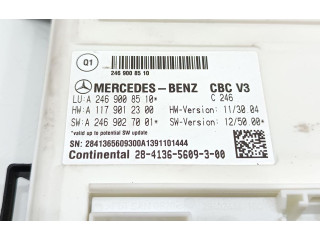 Q1
246 900 85 10
MERCEDES-BENZ CBC V3
LU:A 246 900 85 10* C 246
HW:A 117 901 23 00 HW-Version: 11/30.04
SW:A 246 902 70 01* SW-Version: 12/50.00*
*valid up to potential SW update
SN: 2841365609300A1391101444
Continental 28-4136-5609-3-00